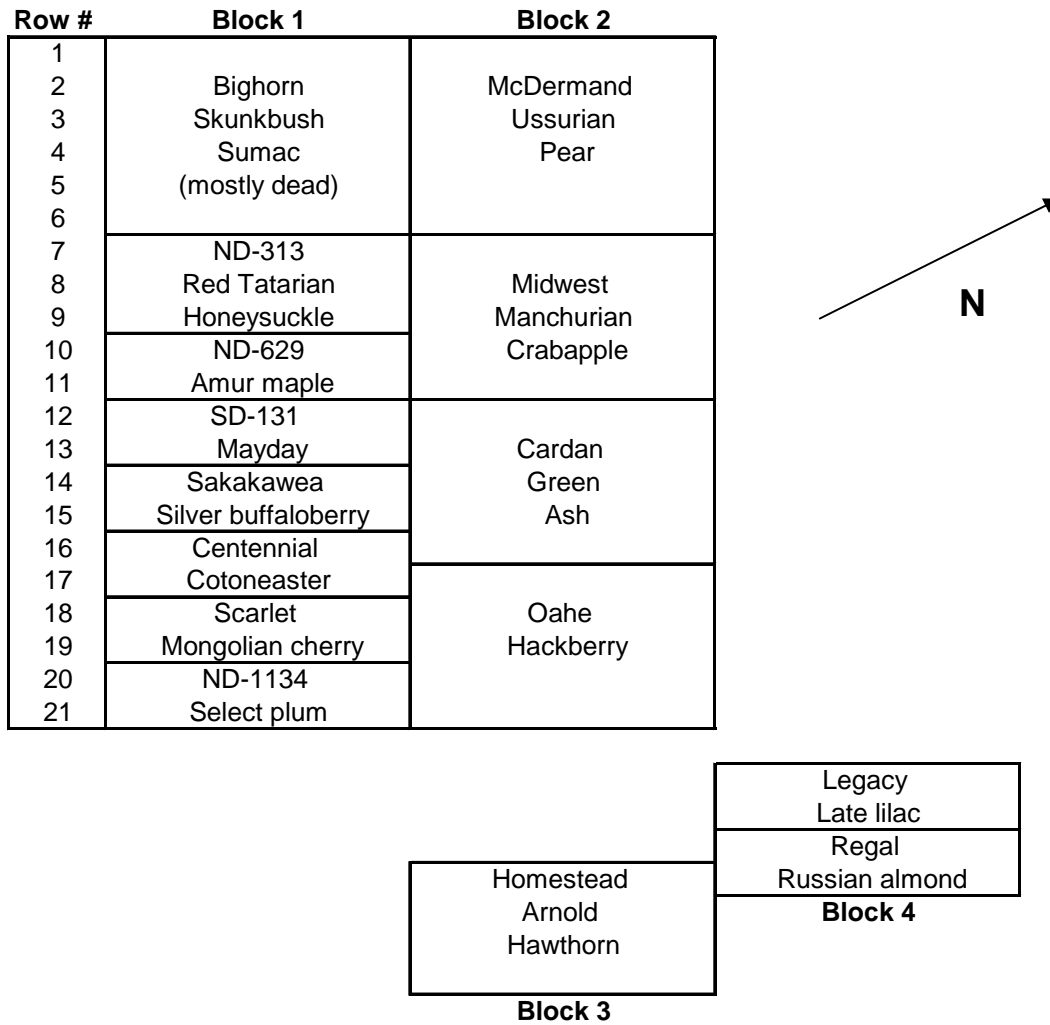 Row # Block 1 Block 2
1
2 Bighorn McDermand
3 Skunkbush Ussurian
4 Sumac Pear
5 (mostly dead)
6
7 ND-313
8 Red Tatarian Midwest
9 Honeysuckle Manchurian N
10 ND-629 Crabapple
11 Amur maple
12 SD-131
13 Mayday Cardan
14 Sakakawea Green
15 Silver buffaloberry Ash
16 Centennial
17 Cotoneaster
18 Scarlet Oahe
19 Mongolian cherry Hackberry
20 ND-1134
21 Select plum
Legacy
Late lilac
Regal
Homestead Russian almond
Arnold Block 4
Hawthorn
Block 3